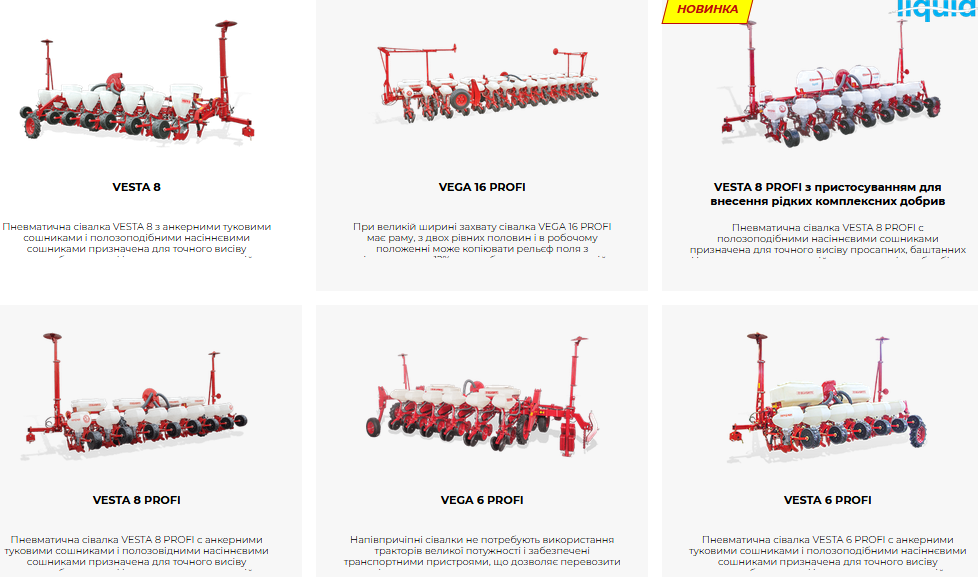 НОВИНКА
liquid
VESTA 8
Пневматична сівалка VESTA 8 з анкерними туковими
сошниками і полозоподібними насіннєвими
сошниками призначена для точного висіву
VEGA 16 PROFI
При великій ширині захвату сівалка VEGA 16 PROFI
має раму, з двох рівних половин і в робочому
положенні може копіювати рельєф поля з
VESTA 8 PROFI з пристосуванням для
внесення рідких комплексних добрив
Пневматична сівалка VESTA 8 PROFI с
полозоподібними насіннєвими сошниками
призначена для точного висіву просапних, баштанних
VESTA 8 PROFI
Пневматична сівалка VESTA 8 PROFI с анкерними
туковими сошниками і полозовидними насіннєвими
сошниками призначена для точного висіву
VEGA 6 PROFI
Напівпричіпні сівалки не потребують використання
тракторів великої потужності і забезпечені
транспортними пристроями, що дозволяє перевозити
VESTA 6 PROFI
Пневматична сівалка VESTA 6 PROFI с анкерними
туковими сошниками і полозоподібними насіннєвими
сошниками призначена для точного висіву